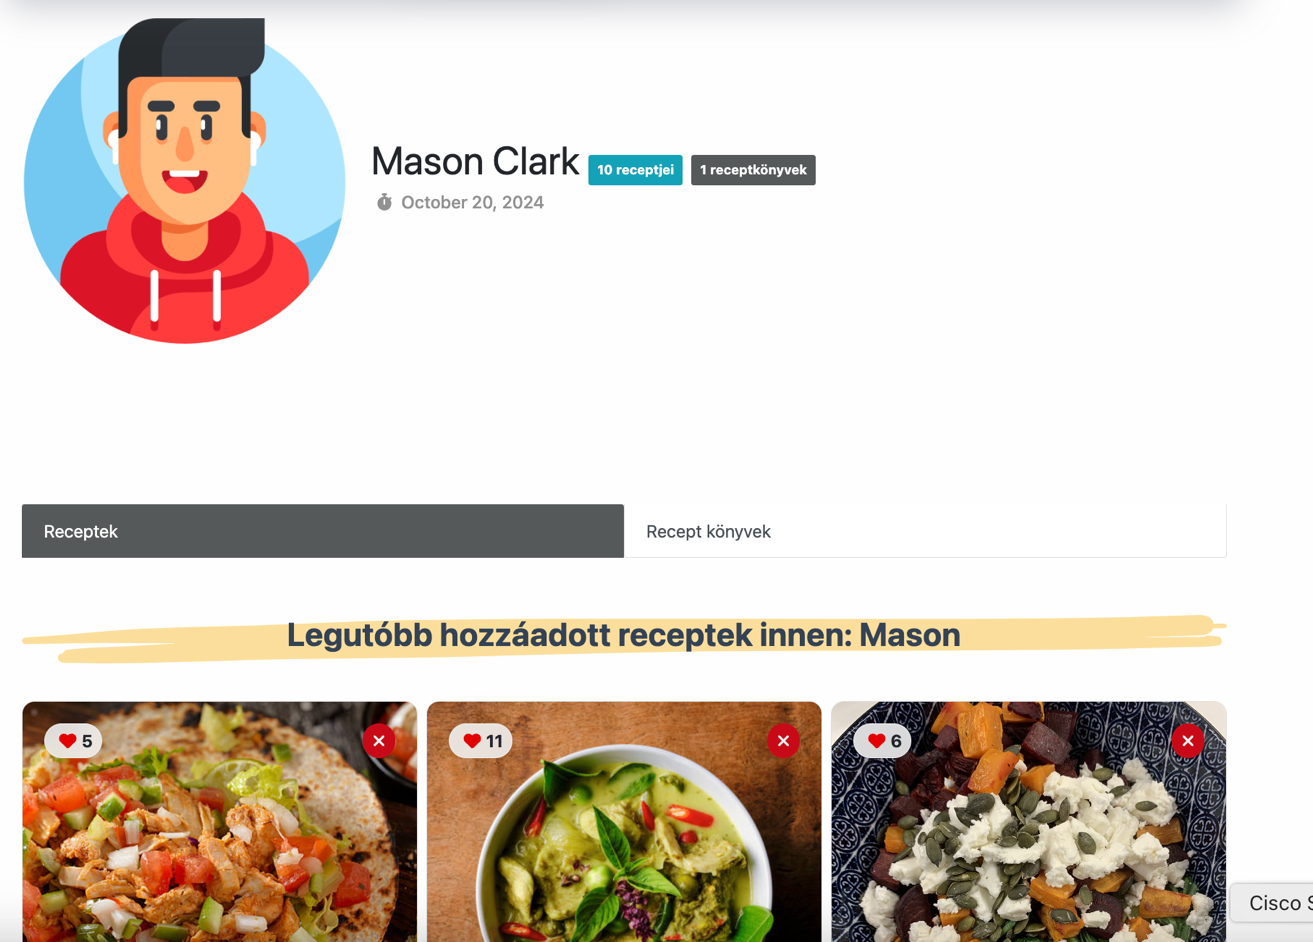 Mason Clark 10 receptjei 1 receptkönyvek
October 20, 2024
Receptek Recept könyvek
Legutóbb hozzáadott receptek innen: Mason
5 11 6
Cisco